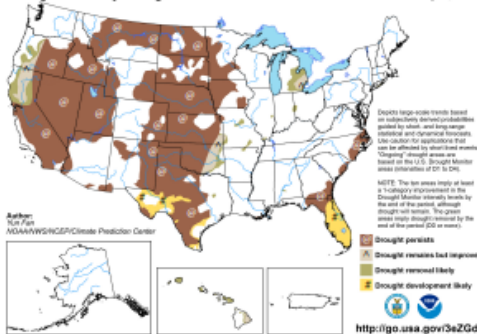 Depicts large-scale trends based
on subjectively derived probabilities
guided by short- and long-range
statistical and dynamical forecasts.
Use caution for applications that
can be affected by short lived events.
"Ongoing" drought areas are
based on the U.S. Drought Monitor
areas (intensities of D1 to D4).
NOTE: The tan areas imply at least
a 1-category improvement in the
Drought Monitor intensity levels by
the end of the period, although
drought will remain. The green
areas imply drought removal by the
end of the period (D0 or none).
Author:
Yun Fan
NOAA/NWS/NCEP/Climate Prediction Center
Drought persists
Drought remains but improve
Drought removal likely
Drought development likely
http://go.usa.gov/3eZGd